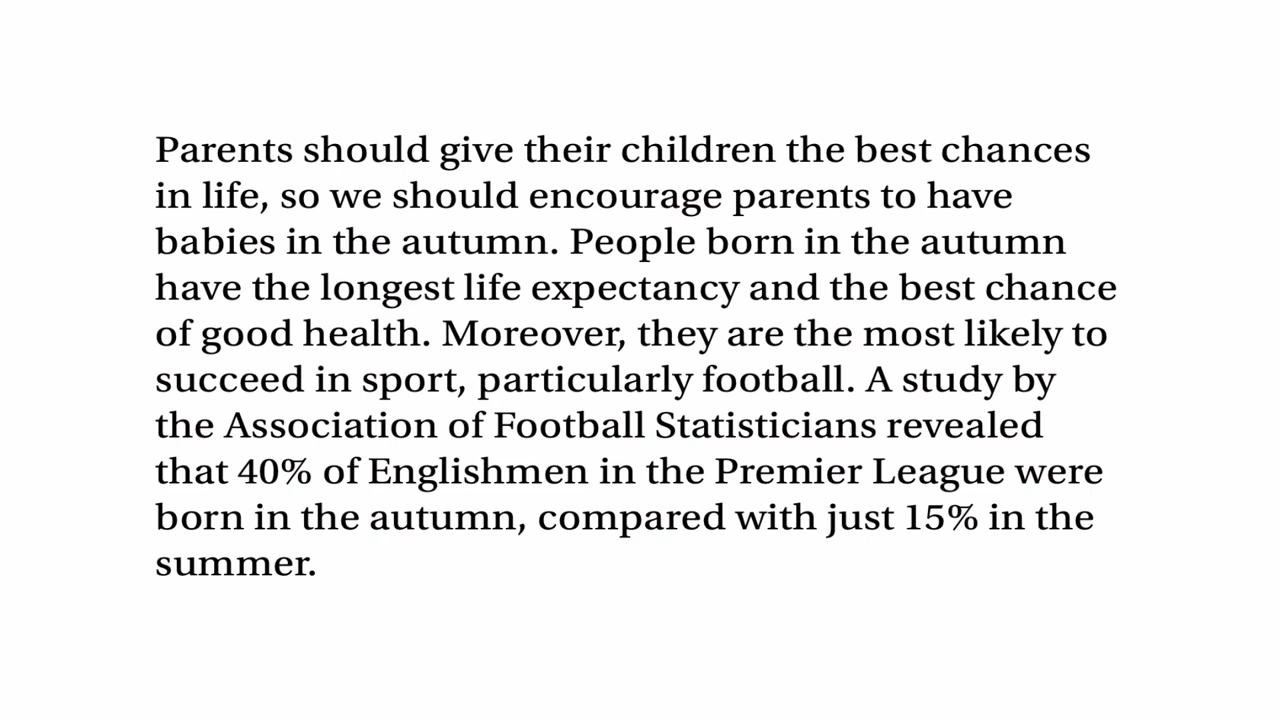 Parents should give their children the best chances
in life, so we should encourage parents to have
babies in the autumn. People born in the autumn
have the longest life expectancy and the best chance
of good health. Moreover, they are the most likely to
succeed in sport, particularly football. A study by
the Association of Football Statisticians revealed
that 40% of Englishmen in the Premier League were
born in the autumn, compared with just 15% in the
summer.